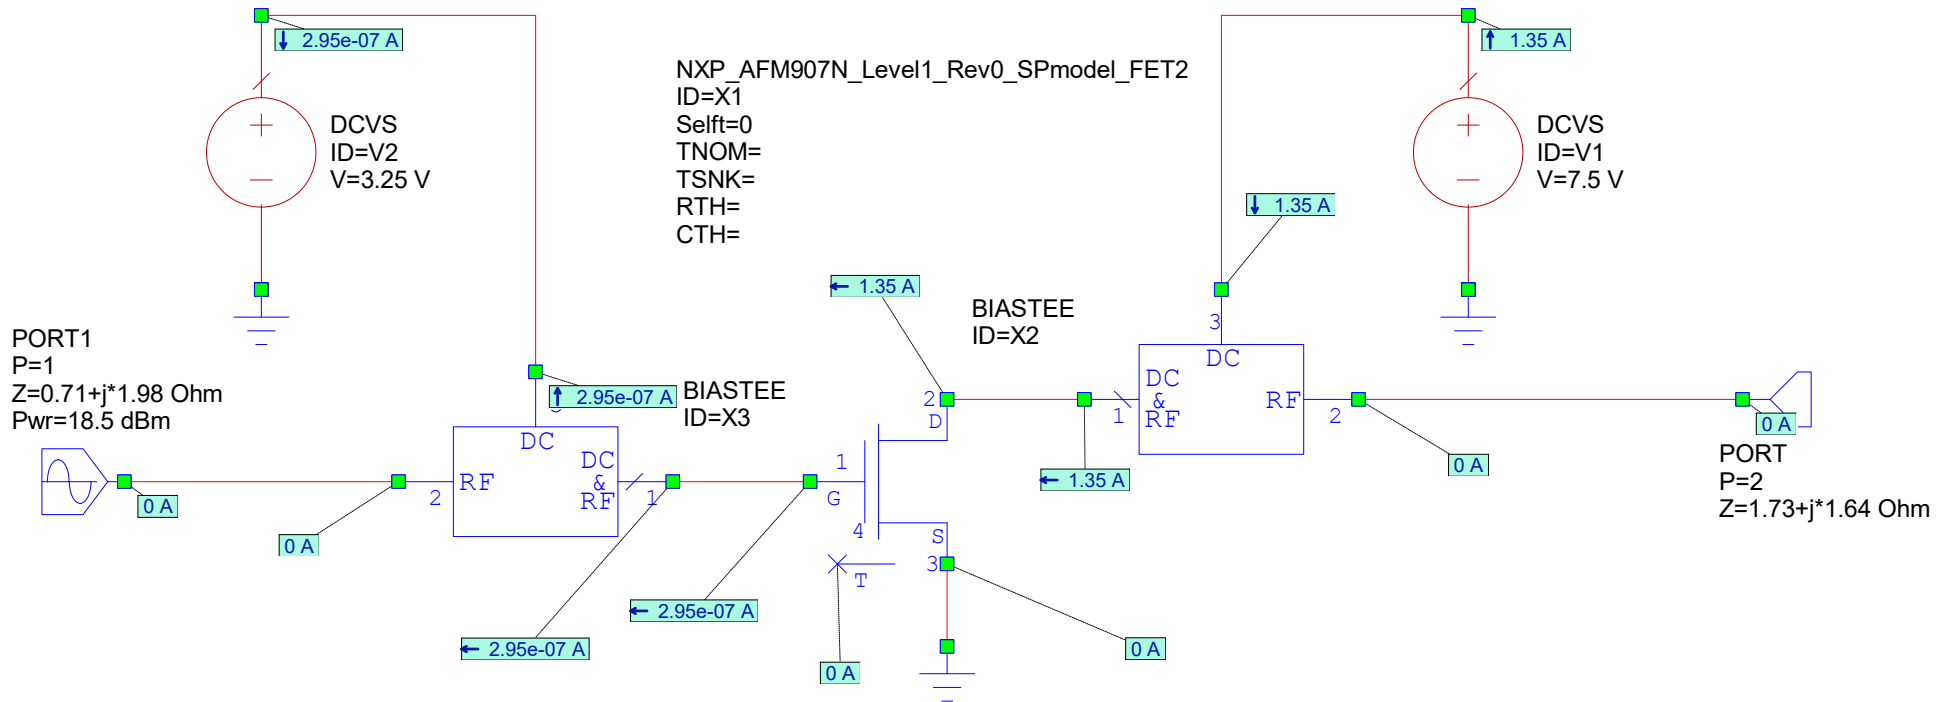 2.95e-07 A
1.35 A
NXP_AFM907N_Level1_Rev0_SPmodel_FET2
ID=X1
Selft=0
TNOM=
TSNK=
RTH=
CTH=
DCVS
ID=V2
V=3.25 V
DCVS
ID=V1
V=7.5 V
1.35 A
1.35 A
BIASTEE
ID=X2
3
DC
DC
&
RF
1
RF
2
PORT1
P=1
Z=0.71+j*1.98 Ohm
Pwr=18.5 dBm
2.95e-07 A
BIASTEE
ID=X3
DC
RF
2
DC
&
RF
1
2
D
1
G
4
S
3
T
1.35 A
0 A
0 A
PORT
P=2
Z=1.73+j*1.64 Ohm
0 A
0 A
2.95e-07 A
2.95e-07 A
0 A
0 A